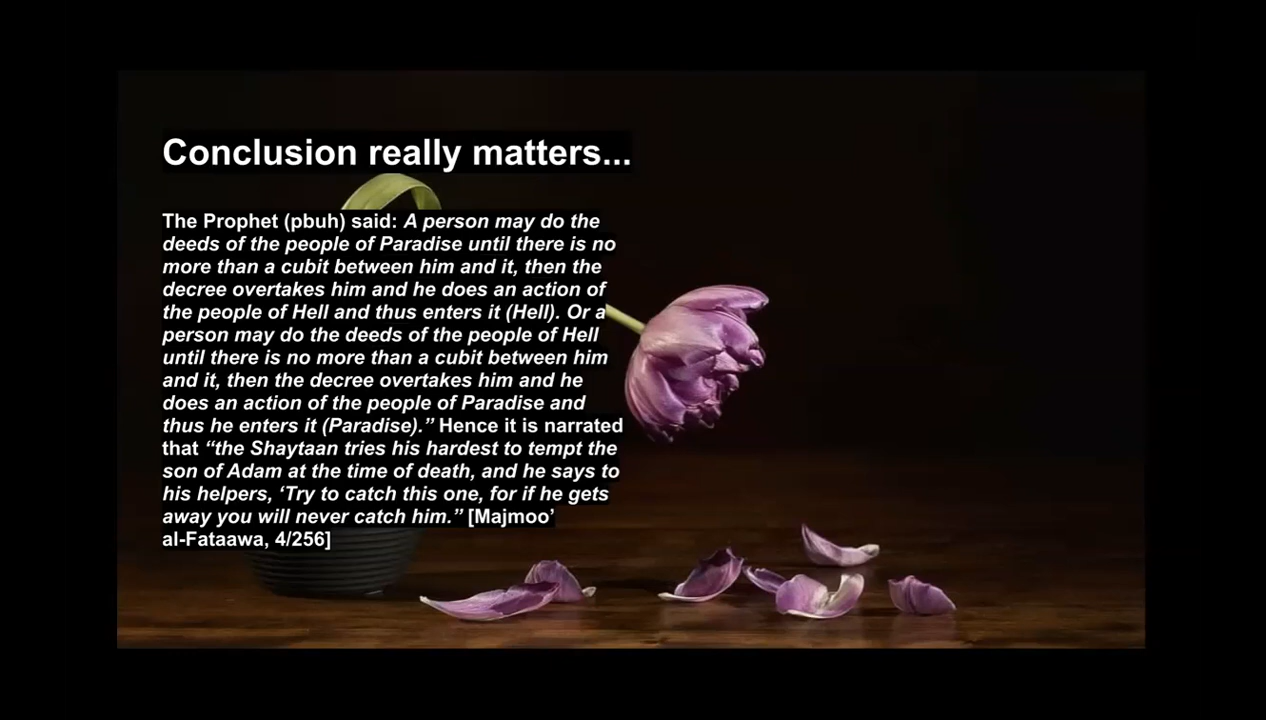 Conclusion really matters...
The Prophet (pbuh) said: A person may do the
deeds of the people of Paradise until there is no
more than a cubit between him and it, then the
decree overtakes him and he does an action of
the people of Hell and thus enters it (Hell). Or a
person may do the deeds of the people of Hell
until there is no more than a cubit between him
and it, then the decree overtakes him and he
does an action of the people of Paradise and
thus he enters it (Paradise).” Hence it is narrated
that “the Shaytaan tries his hardest to tempt the
son of Adam at the time of death, and he says to
his helpers, ‘Try to catch this one, for if he gets
away you will never catch him.” [Majmoo’
al-Fataawa, 4/256]